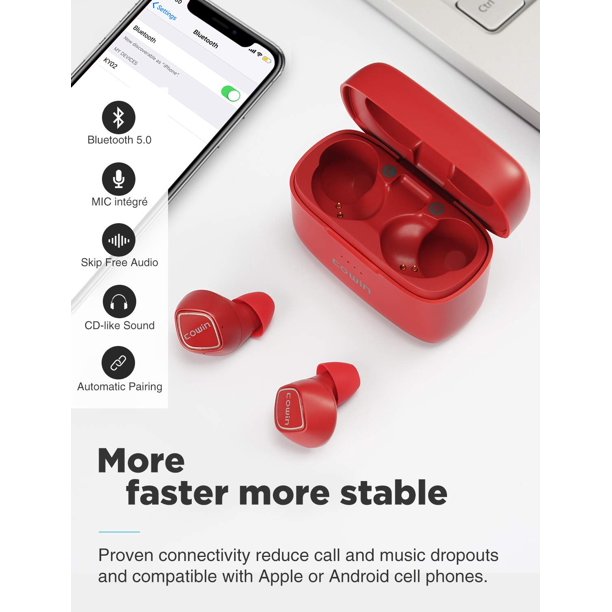 Settings
Bluetooth
Bluetooth
Now discoverable as "iPhone".
MY DEVICES
KY02
Ctrl
Bluetooth 5.0
MIC intégré
Skip Free Audio
CD-like Sound
Automatic Pairing
cowin
cowin
cowin
More
faster more stable
Proven connectivity reduce call and music dropouts
and compatible with Apple or Android cell phones.